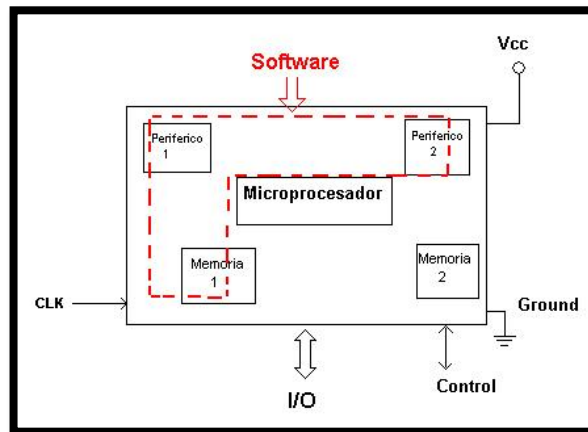 Vcc
Software
Periferico
1
Periferico
2
Microprocesador
Memoria
1
Memoria
2
CLK
Ground
Control
I/O